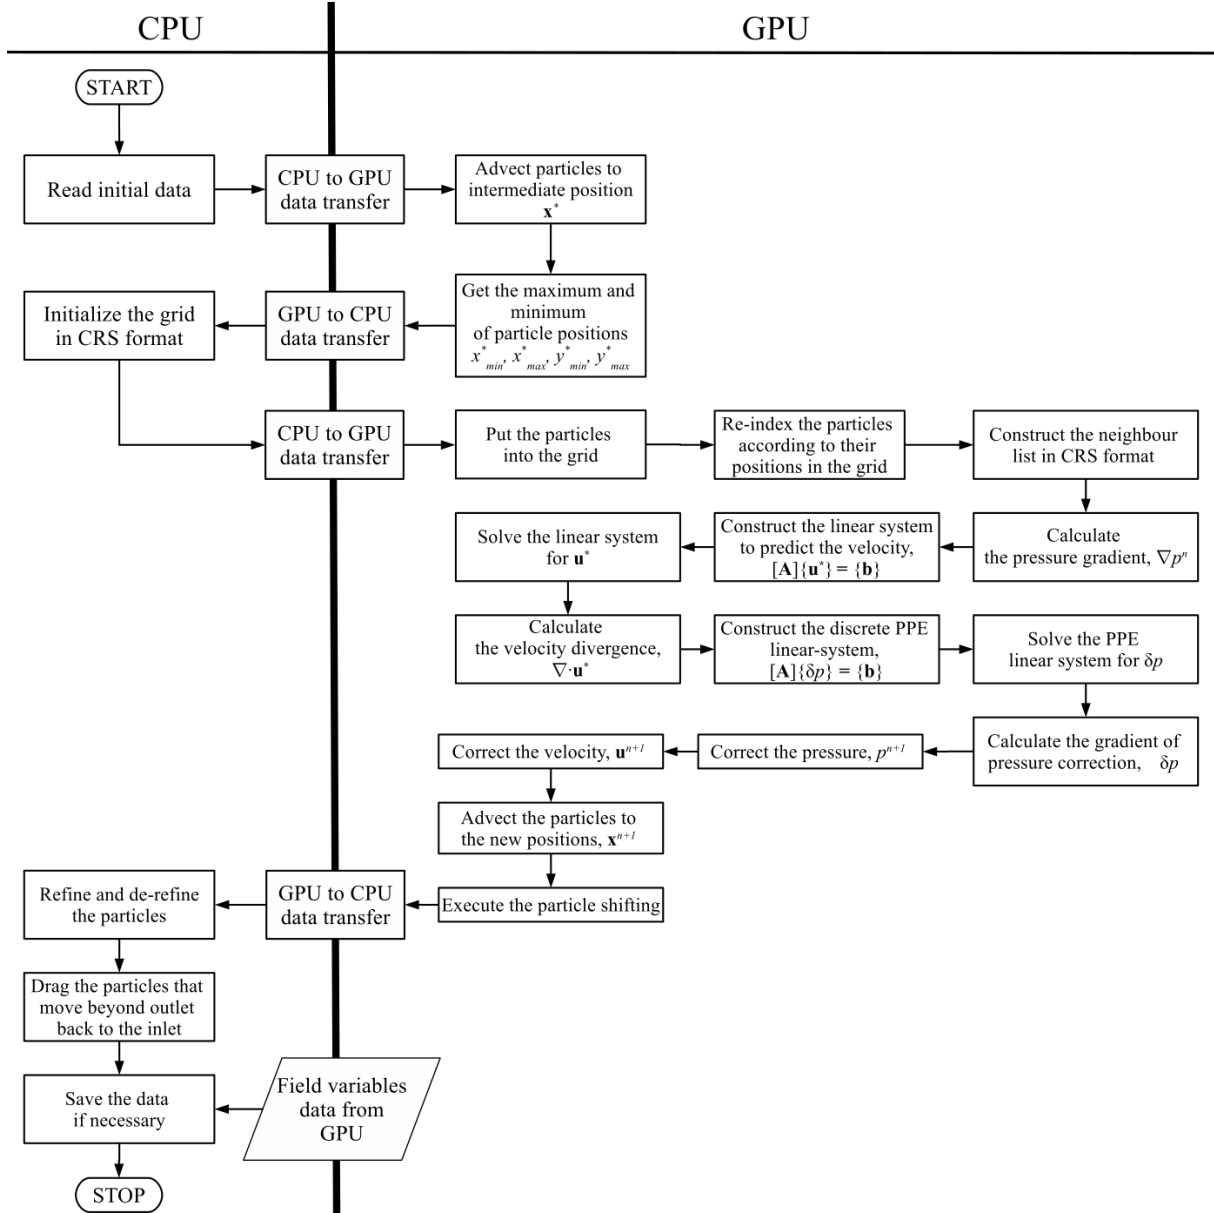 CPU
GPU
START
Read initial data
CPU to GPU
data transfer
Advect particles to
intermediate position
x*
Initialize the grid
in CRS format
GPU to CPU
data transfer
Get the maximum and
minimum
of particle positions
x*min, x*max, y*min, y*max
CPU to GPU
data transfer
Put the particles
into the grid
Re-index the particles
according to their
positions in the grid
Construct the neighbour
list in CRS format
Solve the linear system
for u*
Construct the linear system
to predict the velocity,
[A]{u*} = {b}
Calculate
the pressure gradient, ∇pⁿ
Calculate
the velocity divergence,
∇·u*
Construct the discrete PPE
linear-system,
[A]{δp} = {b}
Solve the PPE
linear system for δp
Correct the velocity, uⁿ⁺¹
Correct the pressure, pⁿ⁺¹
Calculate the gradient of
pressure correction, δp
Advect the particles to
the new positions, xⁿ⁺¹
Refine and de-refine
the particles
GPU to CPU
data transfer
Execute the particle shifting
Drag the particles that
move beyond outlet
back to the inlet
Save the data
if necessary
Field variables
data from
GPU
STOP